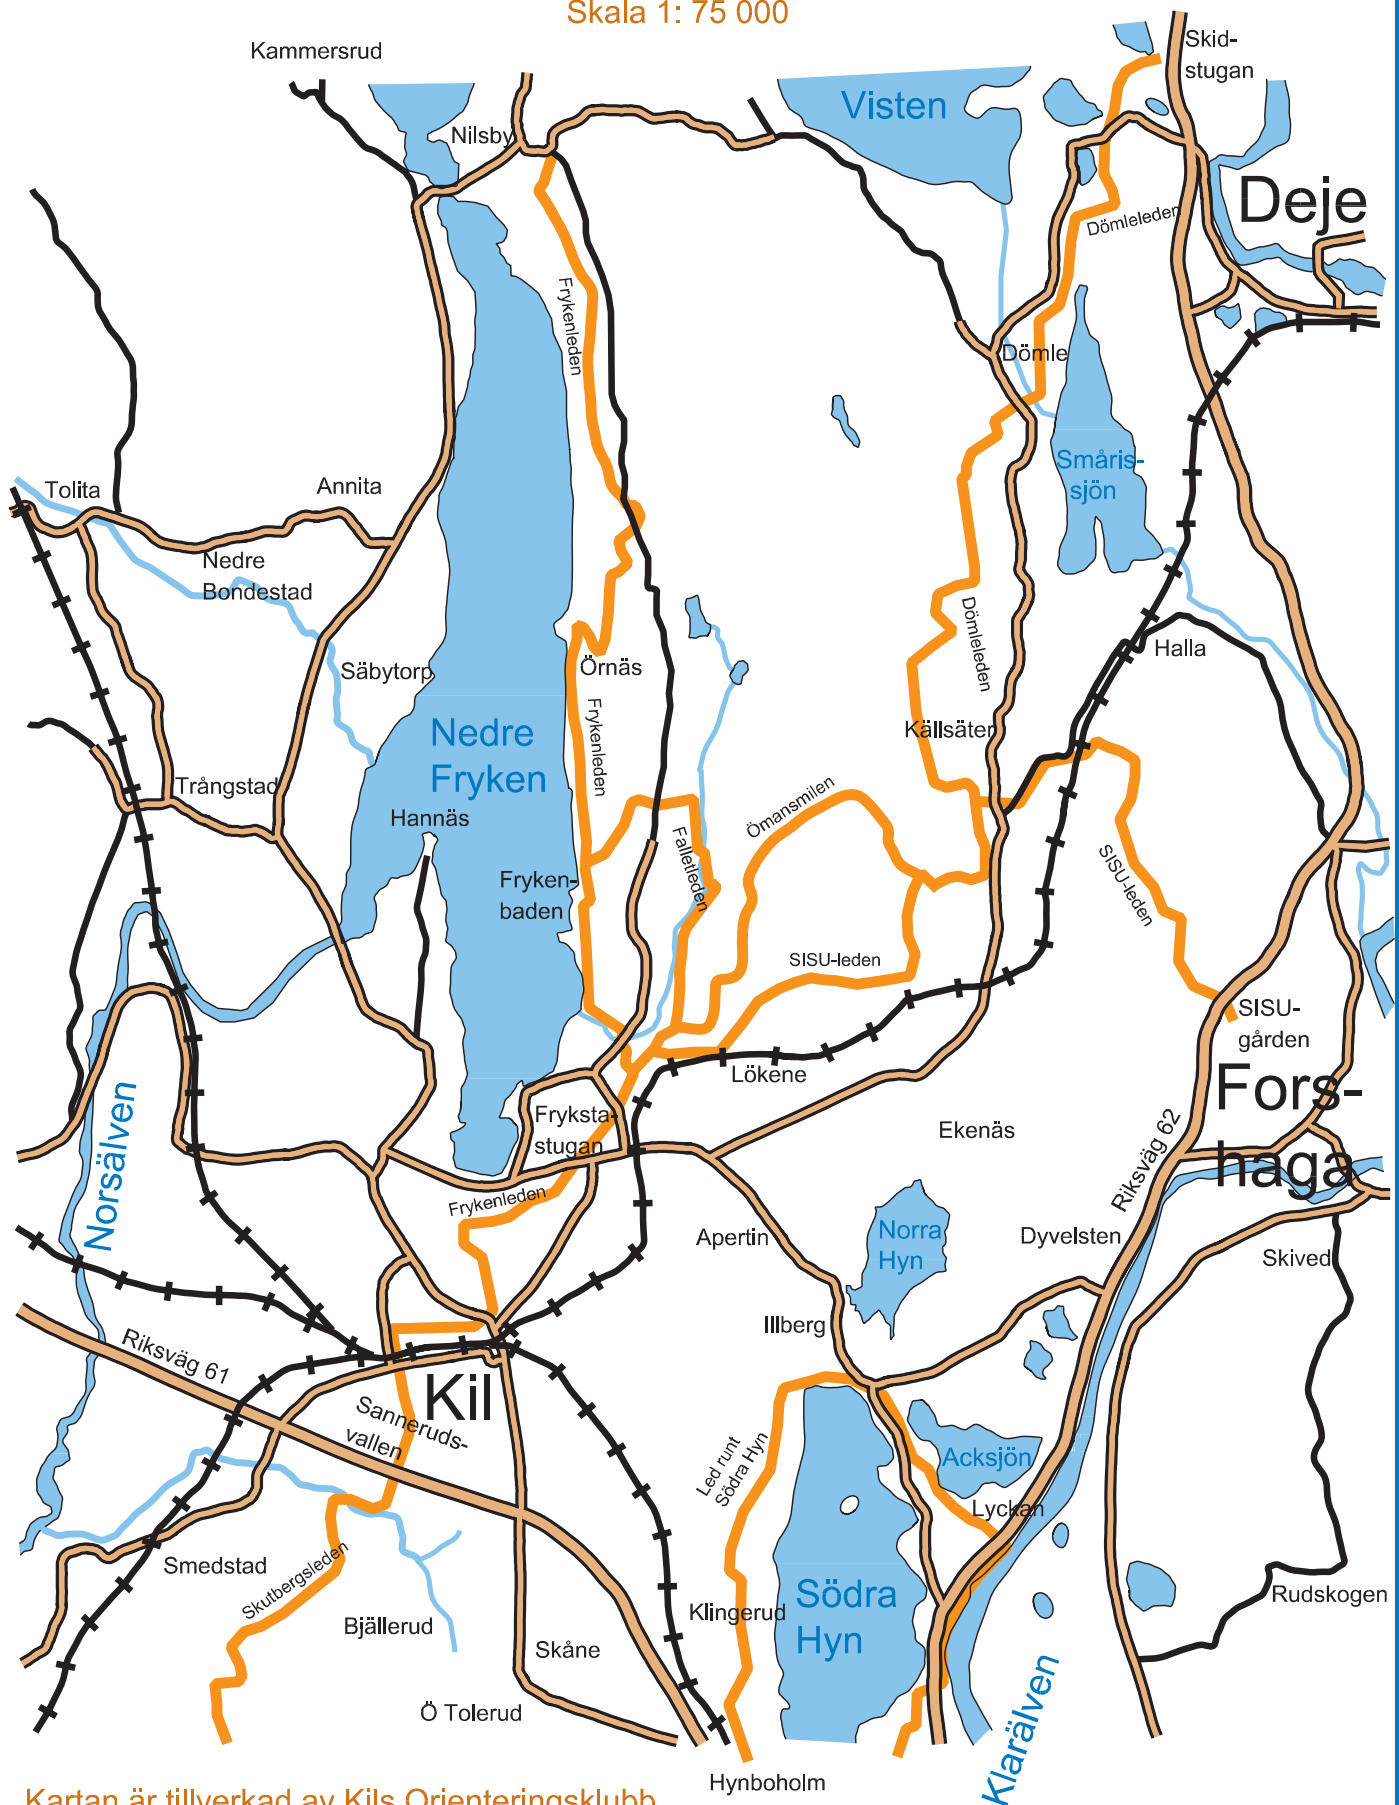 Skala 1: 75 000
Kammersrud
Skid-
stugan
Visten
Nilsby
Deje
Dömleleden
Frykenleden
Dömle
Småris-
sjön
Tolita
Annita
Nedre
Bondestad
Dömleleden
Halla
Säbytorp
Örnäs
Nedre
Fryken
Frykenleden
Källsäter
Trångstad
Hannäs
Ömansmilen
Falletleden
SISU-leden
Fryken-
baden
SISU-leden
SISU-
gården
Lökene
Fors-
haga
Norsälven
Fryksta-
stugan
Ekenäs
Riksväg 62
Frykenleden
Apertin
Norra
Hyn
Dyvelsten
Skived
Illberg
Riksväg 61
Kil
Sanneruds-
vallen
Led runt
Södra Hyn
Acksjön
Lyckan
Smedstad
Skutbergsleden
Bjällerud
Klingerud
Södra
Hyn
Rudskogen
Skåne
Ö Tolerud
Klarälven
Hynboholm
Kartan är tillverkad av Kils Orienteringsklubb